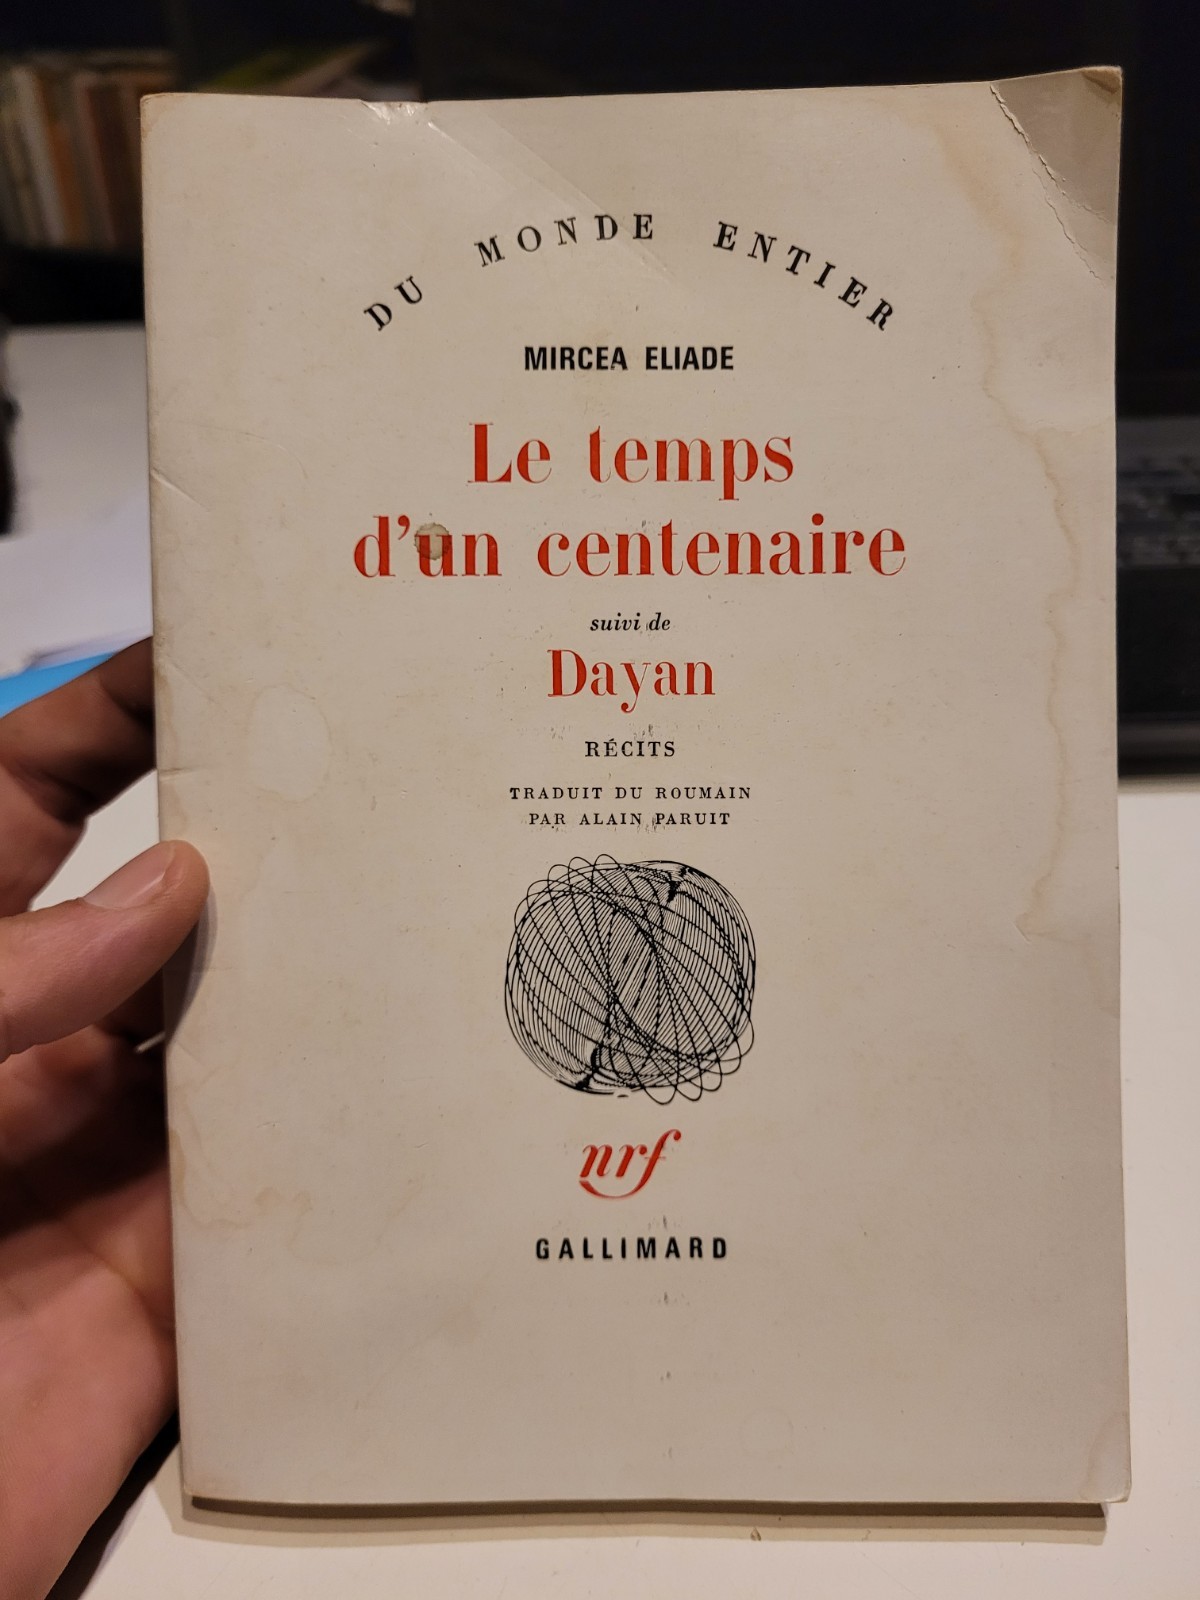 DU MONDE ENTIER
MIRCEA ELIADE
Le temps
d'un centenaire
suivi de
Dayan
RÉCITS
TRADUIT DU ROUMAIN
PAR ALAIN PARUIT
nrf
GALLIMARD